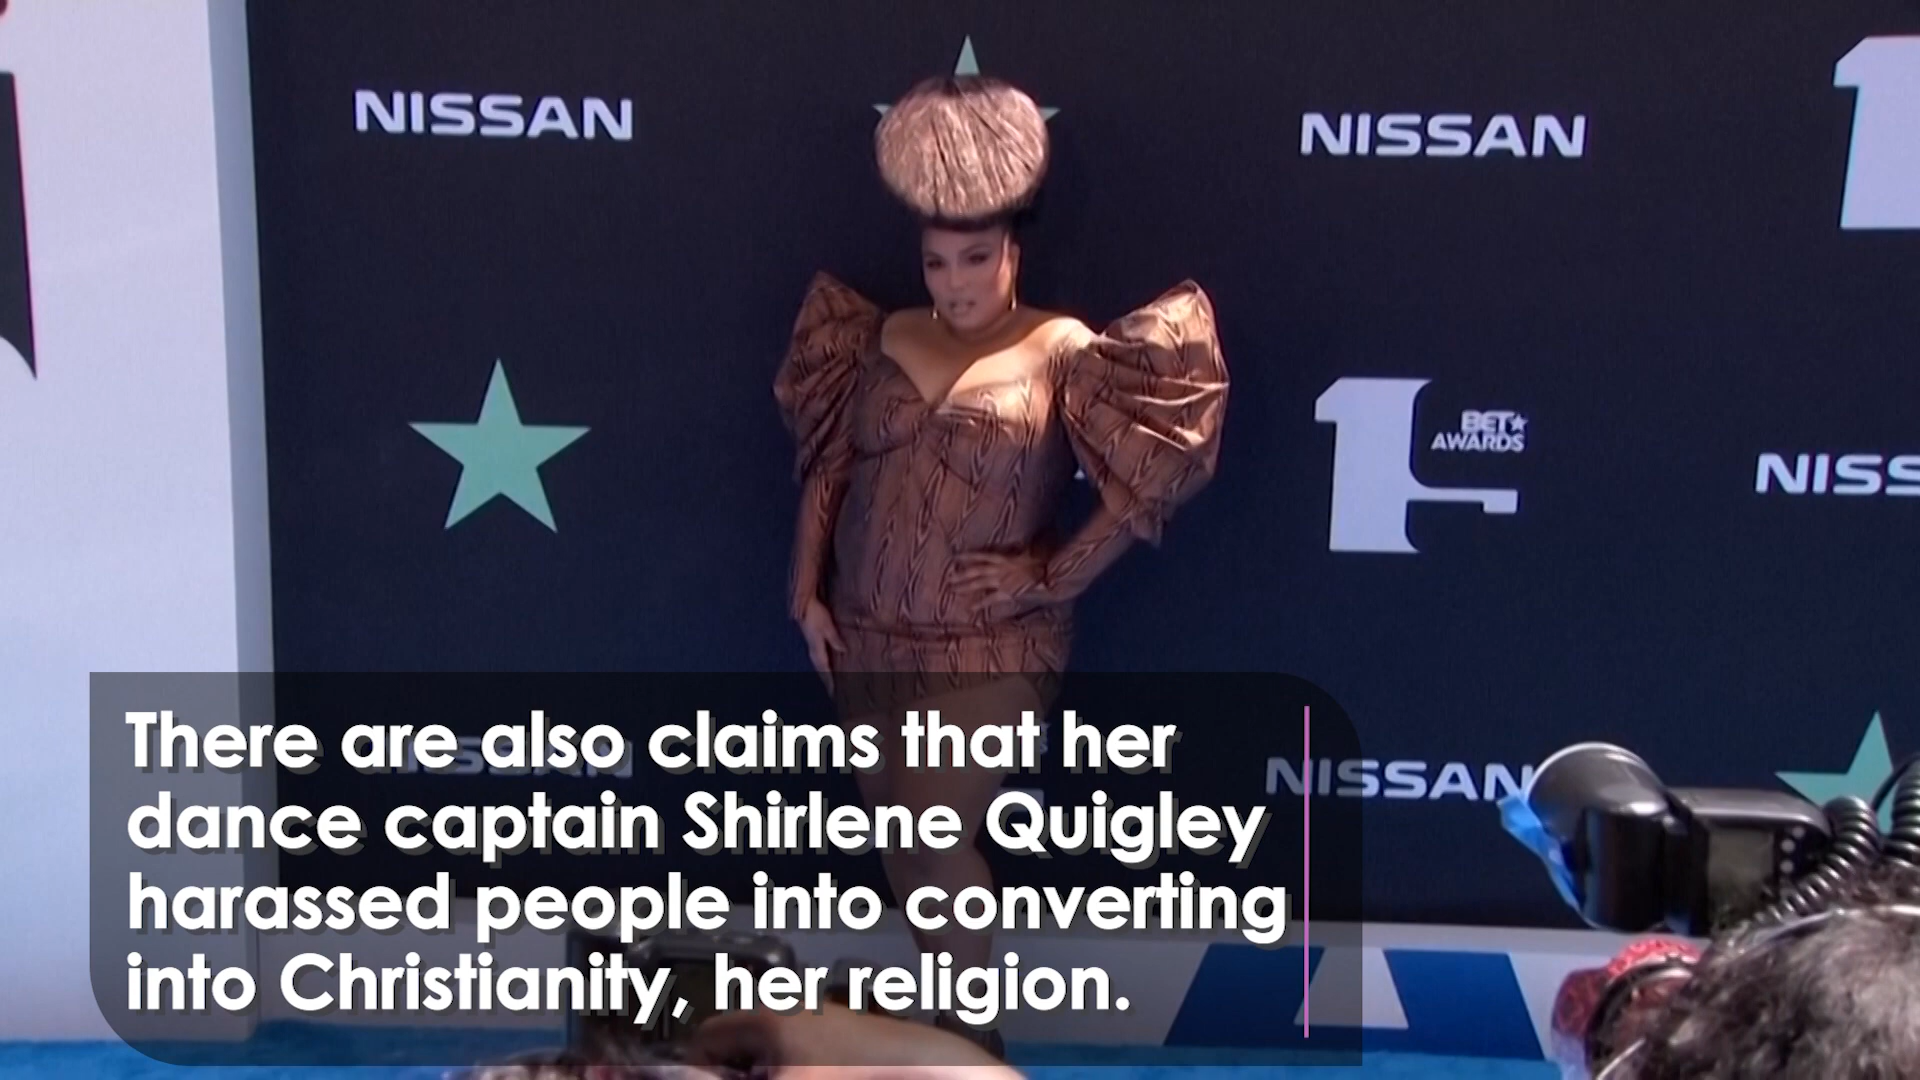 NISSAN
NISSAN
BET
AWARDS
NISS
NISSAN
There are also claims that her
dance captain Shirlene Quigley
harassed people into converting
into Christianity, her religion.